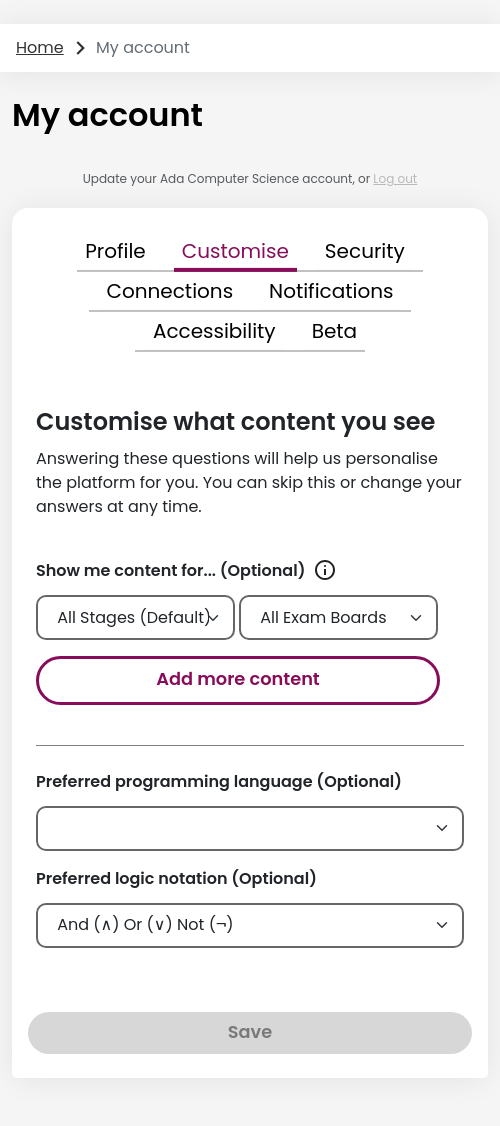 Home My account
My account
Update your Ada Computer Science account, or Log out
Profile Customise Security
Connections Notifications
Accessibility Beta
Customise what content you see
Answering these questions will help us personalise
the platform for you. You can skip this or change your
answers at any time.
Show me content for... (Optional)
All Stages (Default) All Exam Boards
Add more content
Preferred programming language (Optional)
Preferred logic notation (Optional)
And (∧) Or (∨) Not (¬)
Save